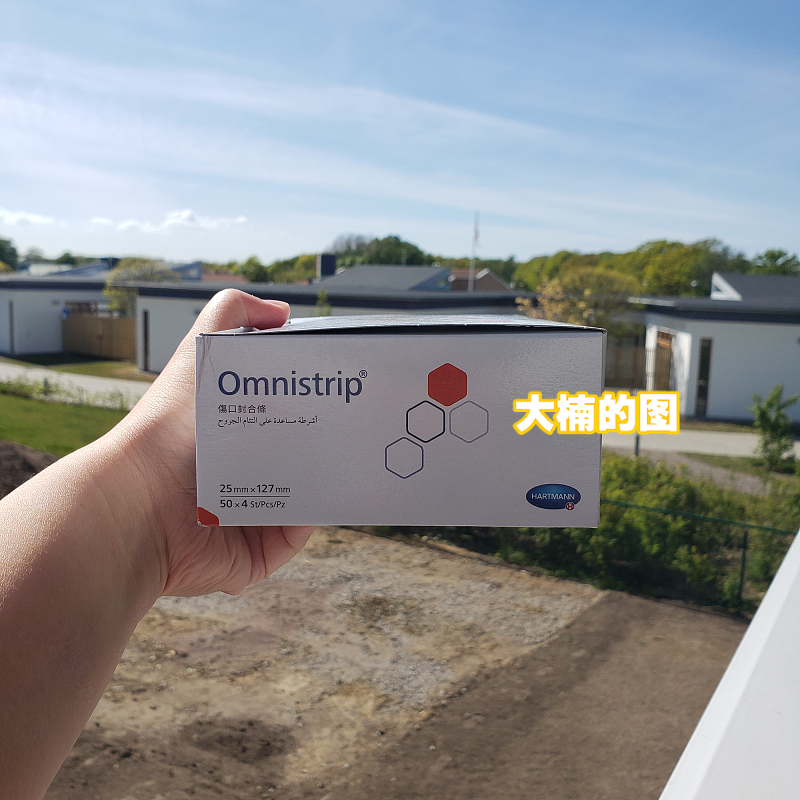 Omnistrip®
傷口封合條
أشرطة مساعدة على التئام الجروح
大楠的图
25 mm × 127 mm
50 × 4 St/Pcs/Pz
HARTMANN